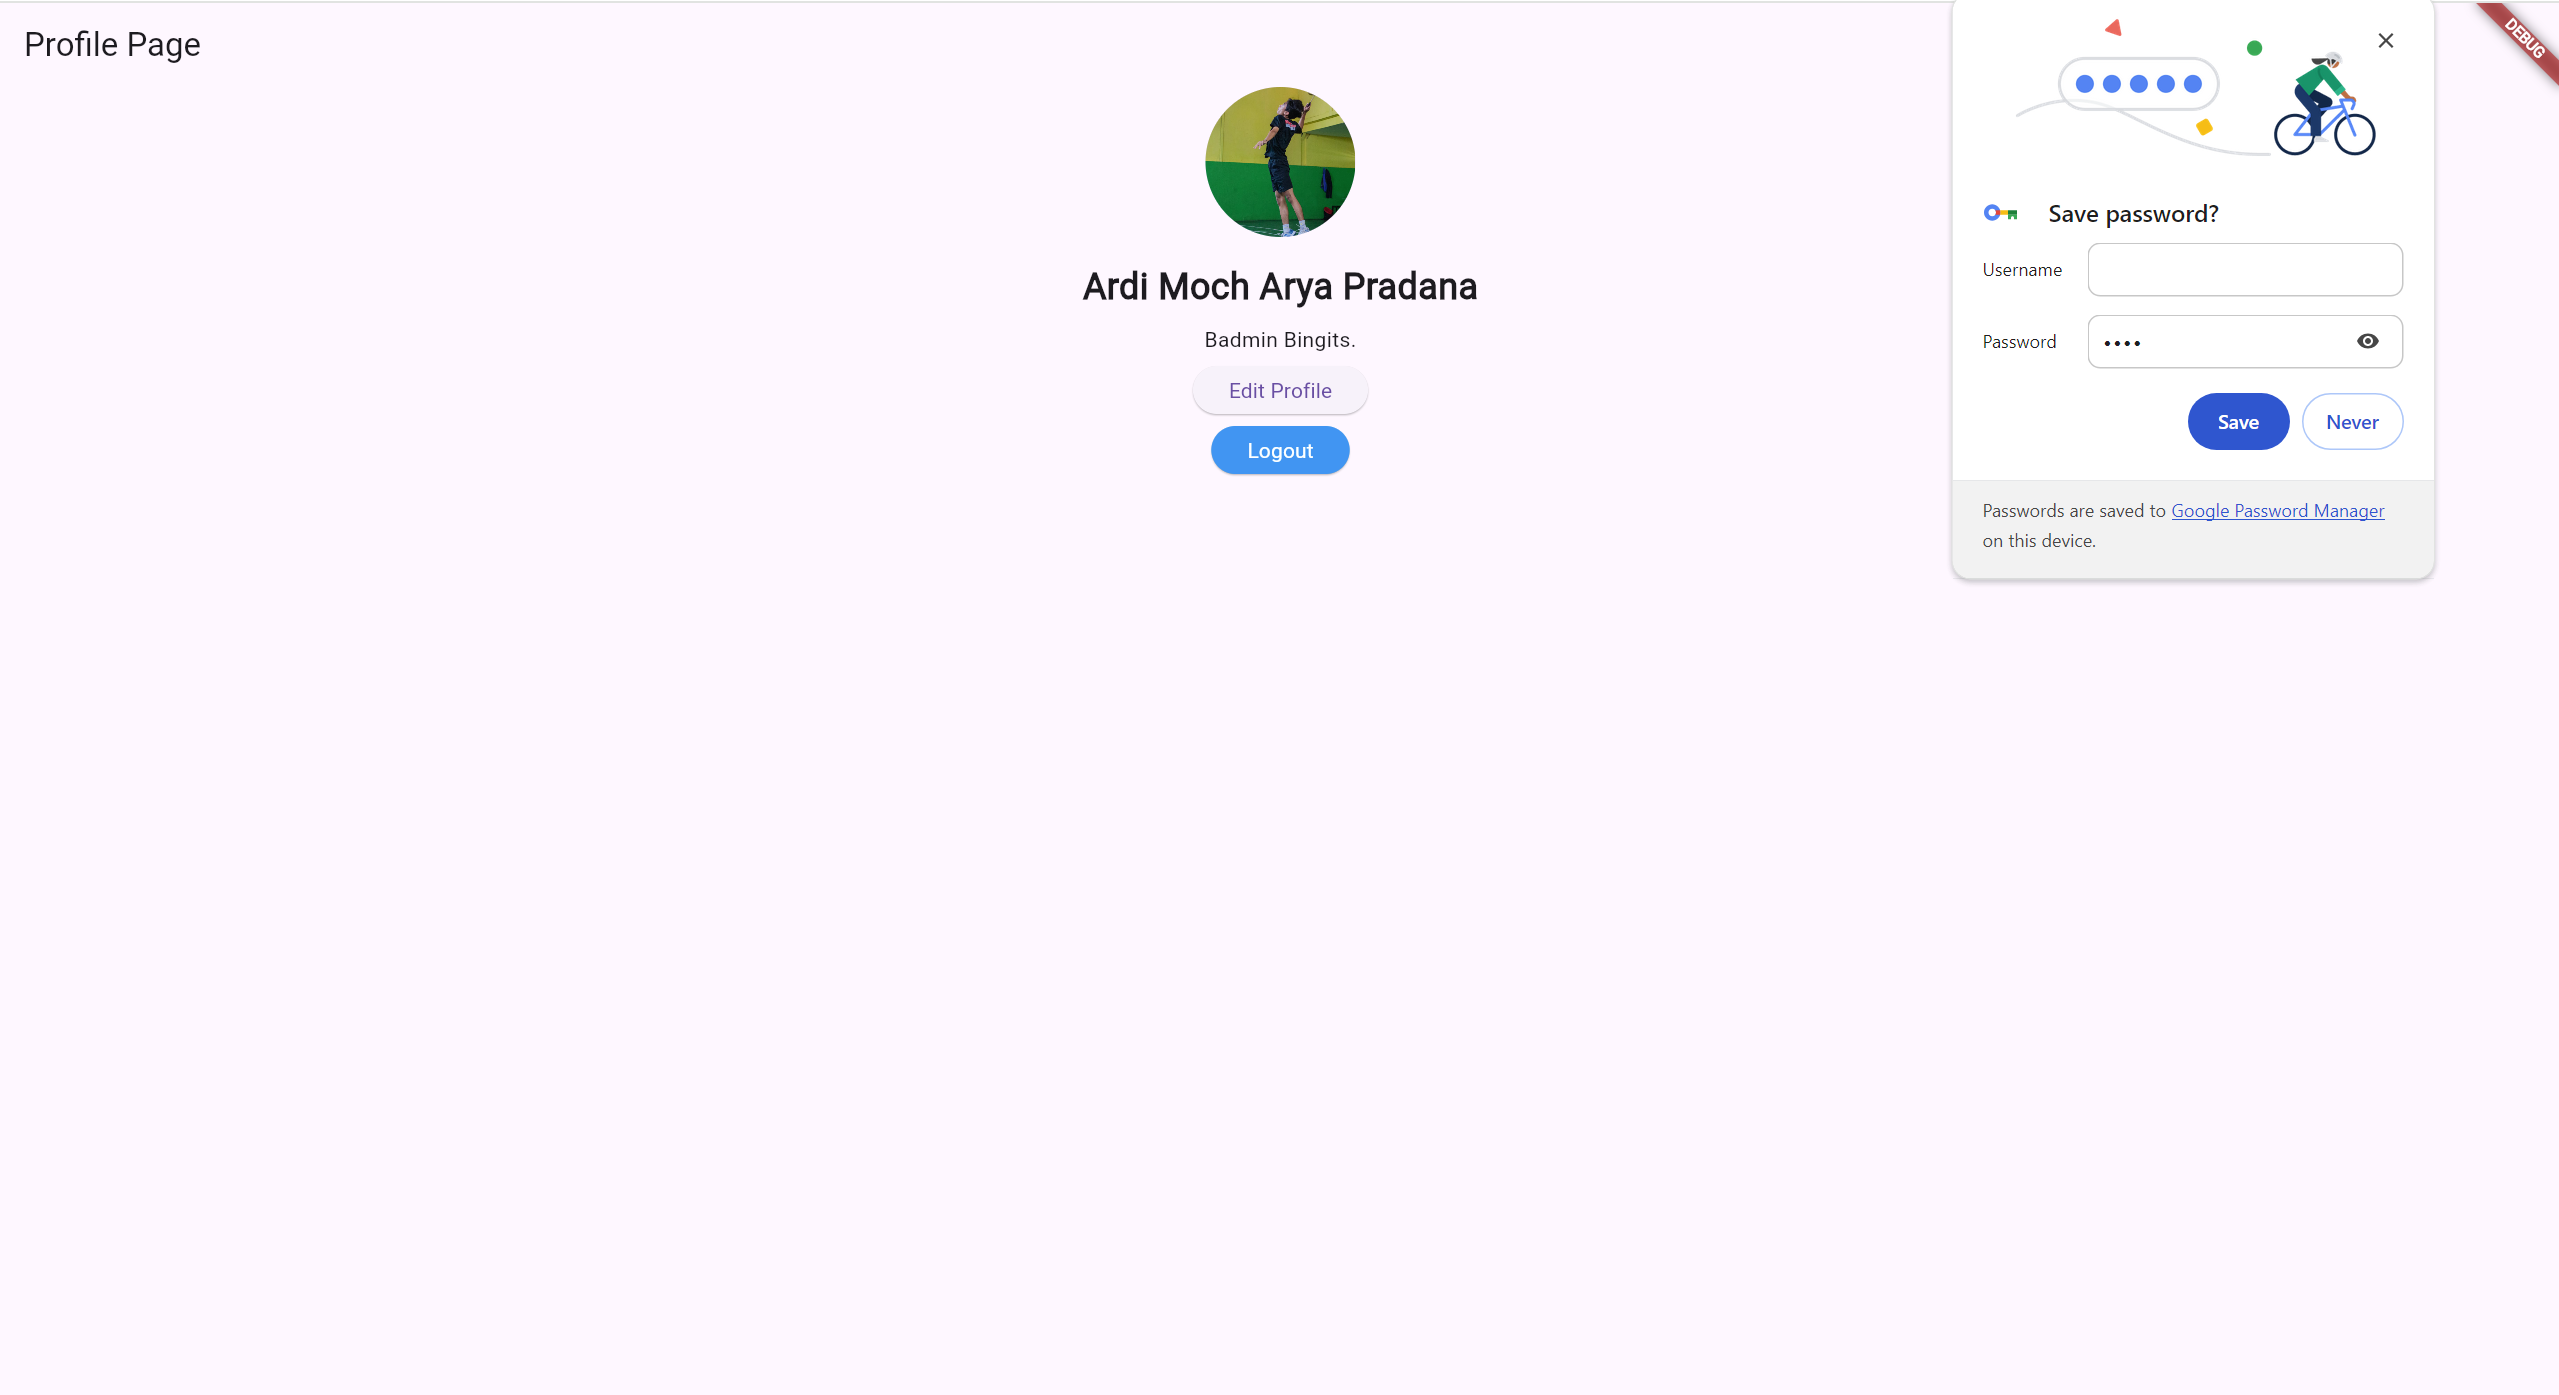 Profile Page
DEBUG
Ardi Moch Arya Pradana
Badmin Bingits.
Edit Profile
Logout
Save password?
Username
Password
Save
Never
Passwords are saved to Google Password Manager
on this device.